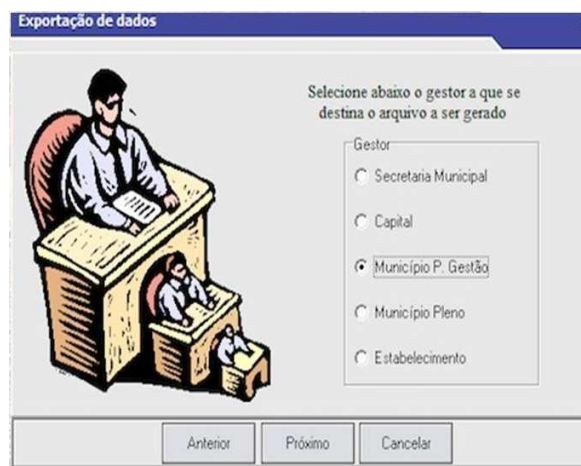 Exportação de dados
Selecione abaixo o gestor a que se
destina o arquivo a ser gerado
Gestor
Secretaria Municipal
Capital
Município P. Gestão
Município Pleno
Estabelecimento
Anterior Próximo Cancelar